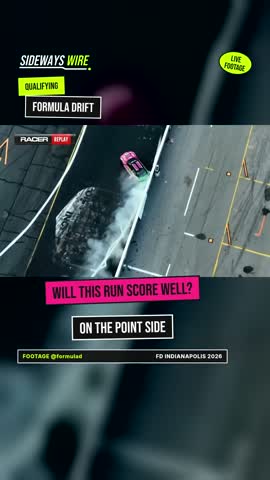 SIDEWAYS WIRE.
LIVE
FOOTAGE
QUALIFYING
FORMULA DRIFT
RACER REPLAY
WILL THIS RUN SCORE WELL?
ON THE POINT SIDE
FOOTAGE @formulad
FD INDIANAPOLIS 2026